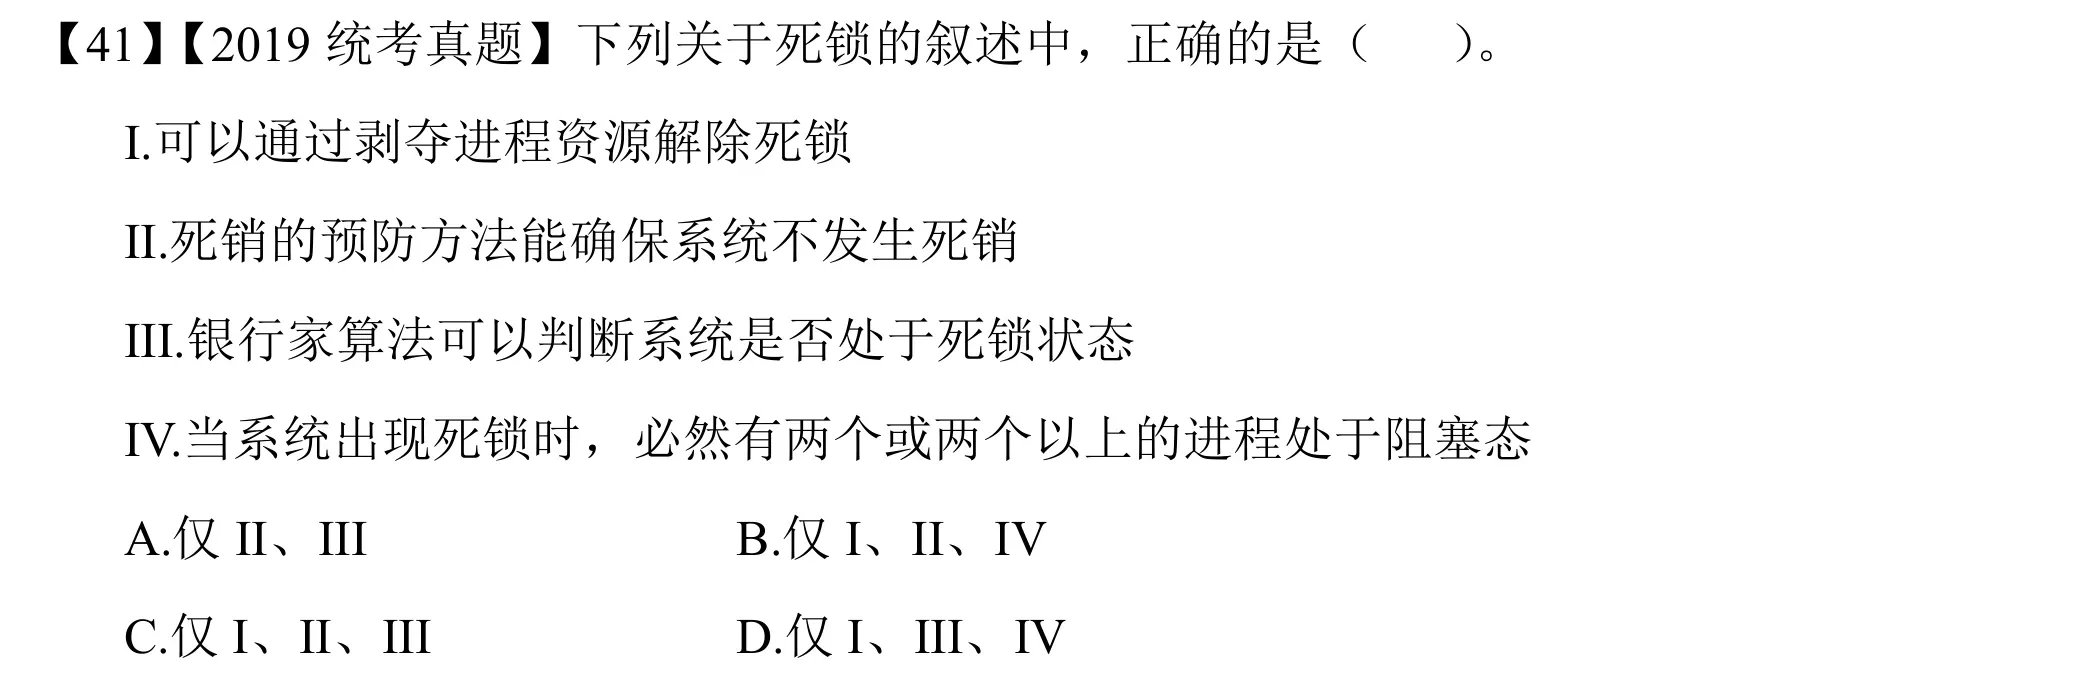 【41】【2019 统考真题】下列关于死锁的叙述中，正确的是（　　）。
I.可以通过剥夺进程资源解除死锁
II.死销的预防方法能确保系统不发生死销
III.银行家算法可以判断系统是否处于死锁状态
IV.当系统出现死锁时，必然有两个或两个以上的进程处于阻塞态
A.仅 II、III　　B.仅 I、II、IV
C.仅 I、II、III　　D.仅 I、III、IV